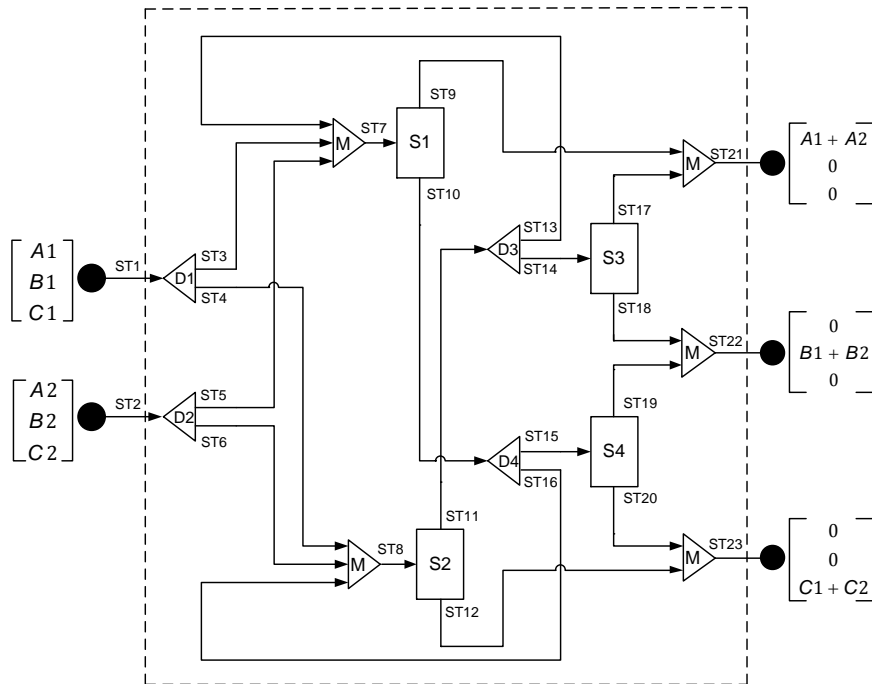 ST9
ST7
M
S1
ST10
M
ST21
A1 + A2
0
0
ST17
ST13
D3
ST14
S3
ST18
A1
B1
C1
ST1
D1
ST3
ST4
M
ST22
0
B1 + B2
0
A2
B2
C2
ST2
D2
ST5
ST6
ST19
ST15
D4
ST16
S4
ST20
ST11
ST8
M
S2
ST12
M
ST23
0
0
C1 + C2